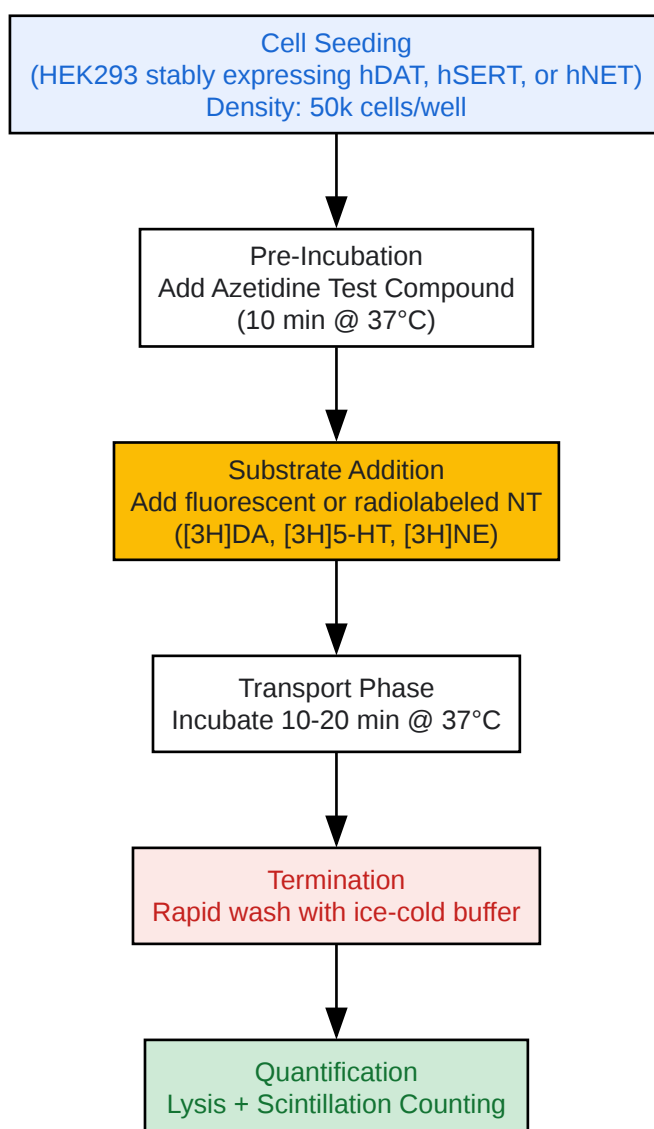 Cell Seeding
(HEK293 stably expressing hDAT, hSERT, or hNET)
Density: 50k cells/well
Pre-Incubation
Add Azetidine Test Compound
(10 min @ 37°C)
Substrate Addition
Add fluorescent or radiolabeled NT
([3H]DA, [3H]5-HT, [3H]NE)
Transport Phase
Incubate 10-20 min @ 37°C
Termination
Rapid wash with ice-cold buffer
Quantification
Lysis + Scintillation Counting